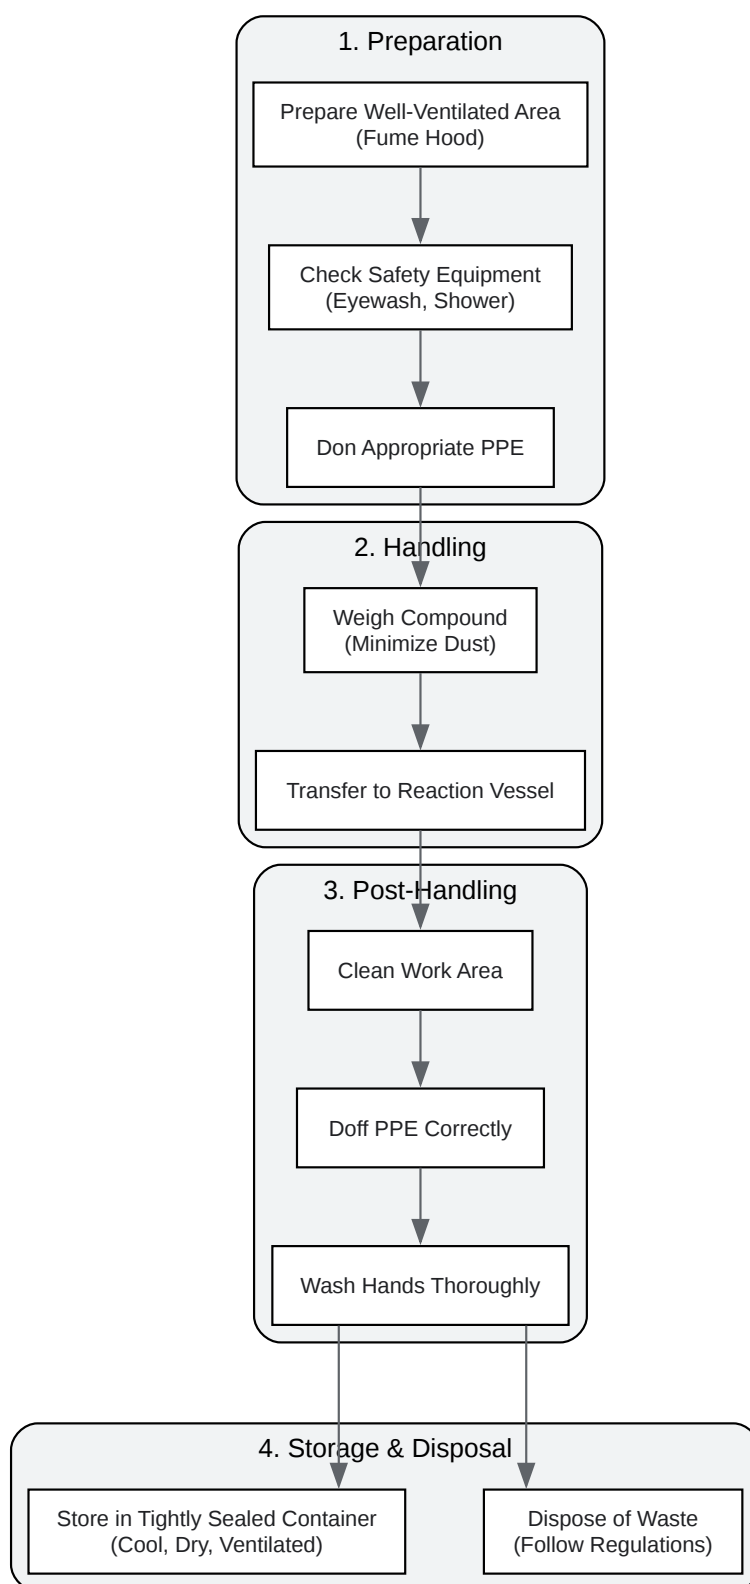 1. Preparation
Prepare Well-Ventilated Area
(Fume Hood)
Check Safety Equipment
(Eyewash, Shower)
Don Appropriate PPE
2. Handling
Weigh Compound
(Minimize Dust)
Transfer to Reaction Vessel
3. Post-Handling
Clean Work Area
Doff PPE Correctly
Wash Hands Thoroughly
4. Storage & Disposal
Store in Tightly Sealed Container
(Cool, Dry, Ventilated)
Dispose of Waste
(Follow Regulations)